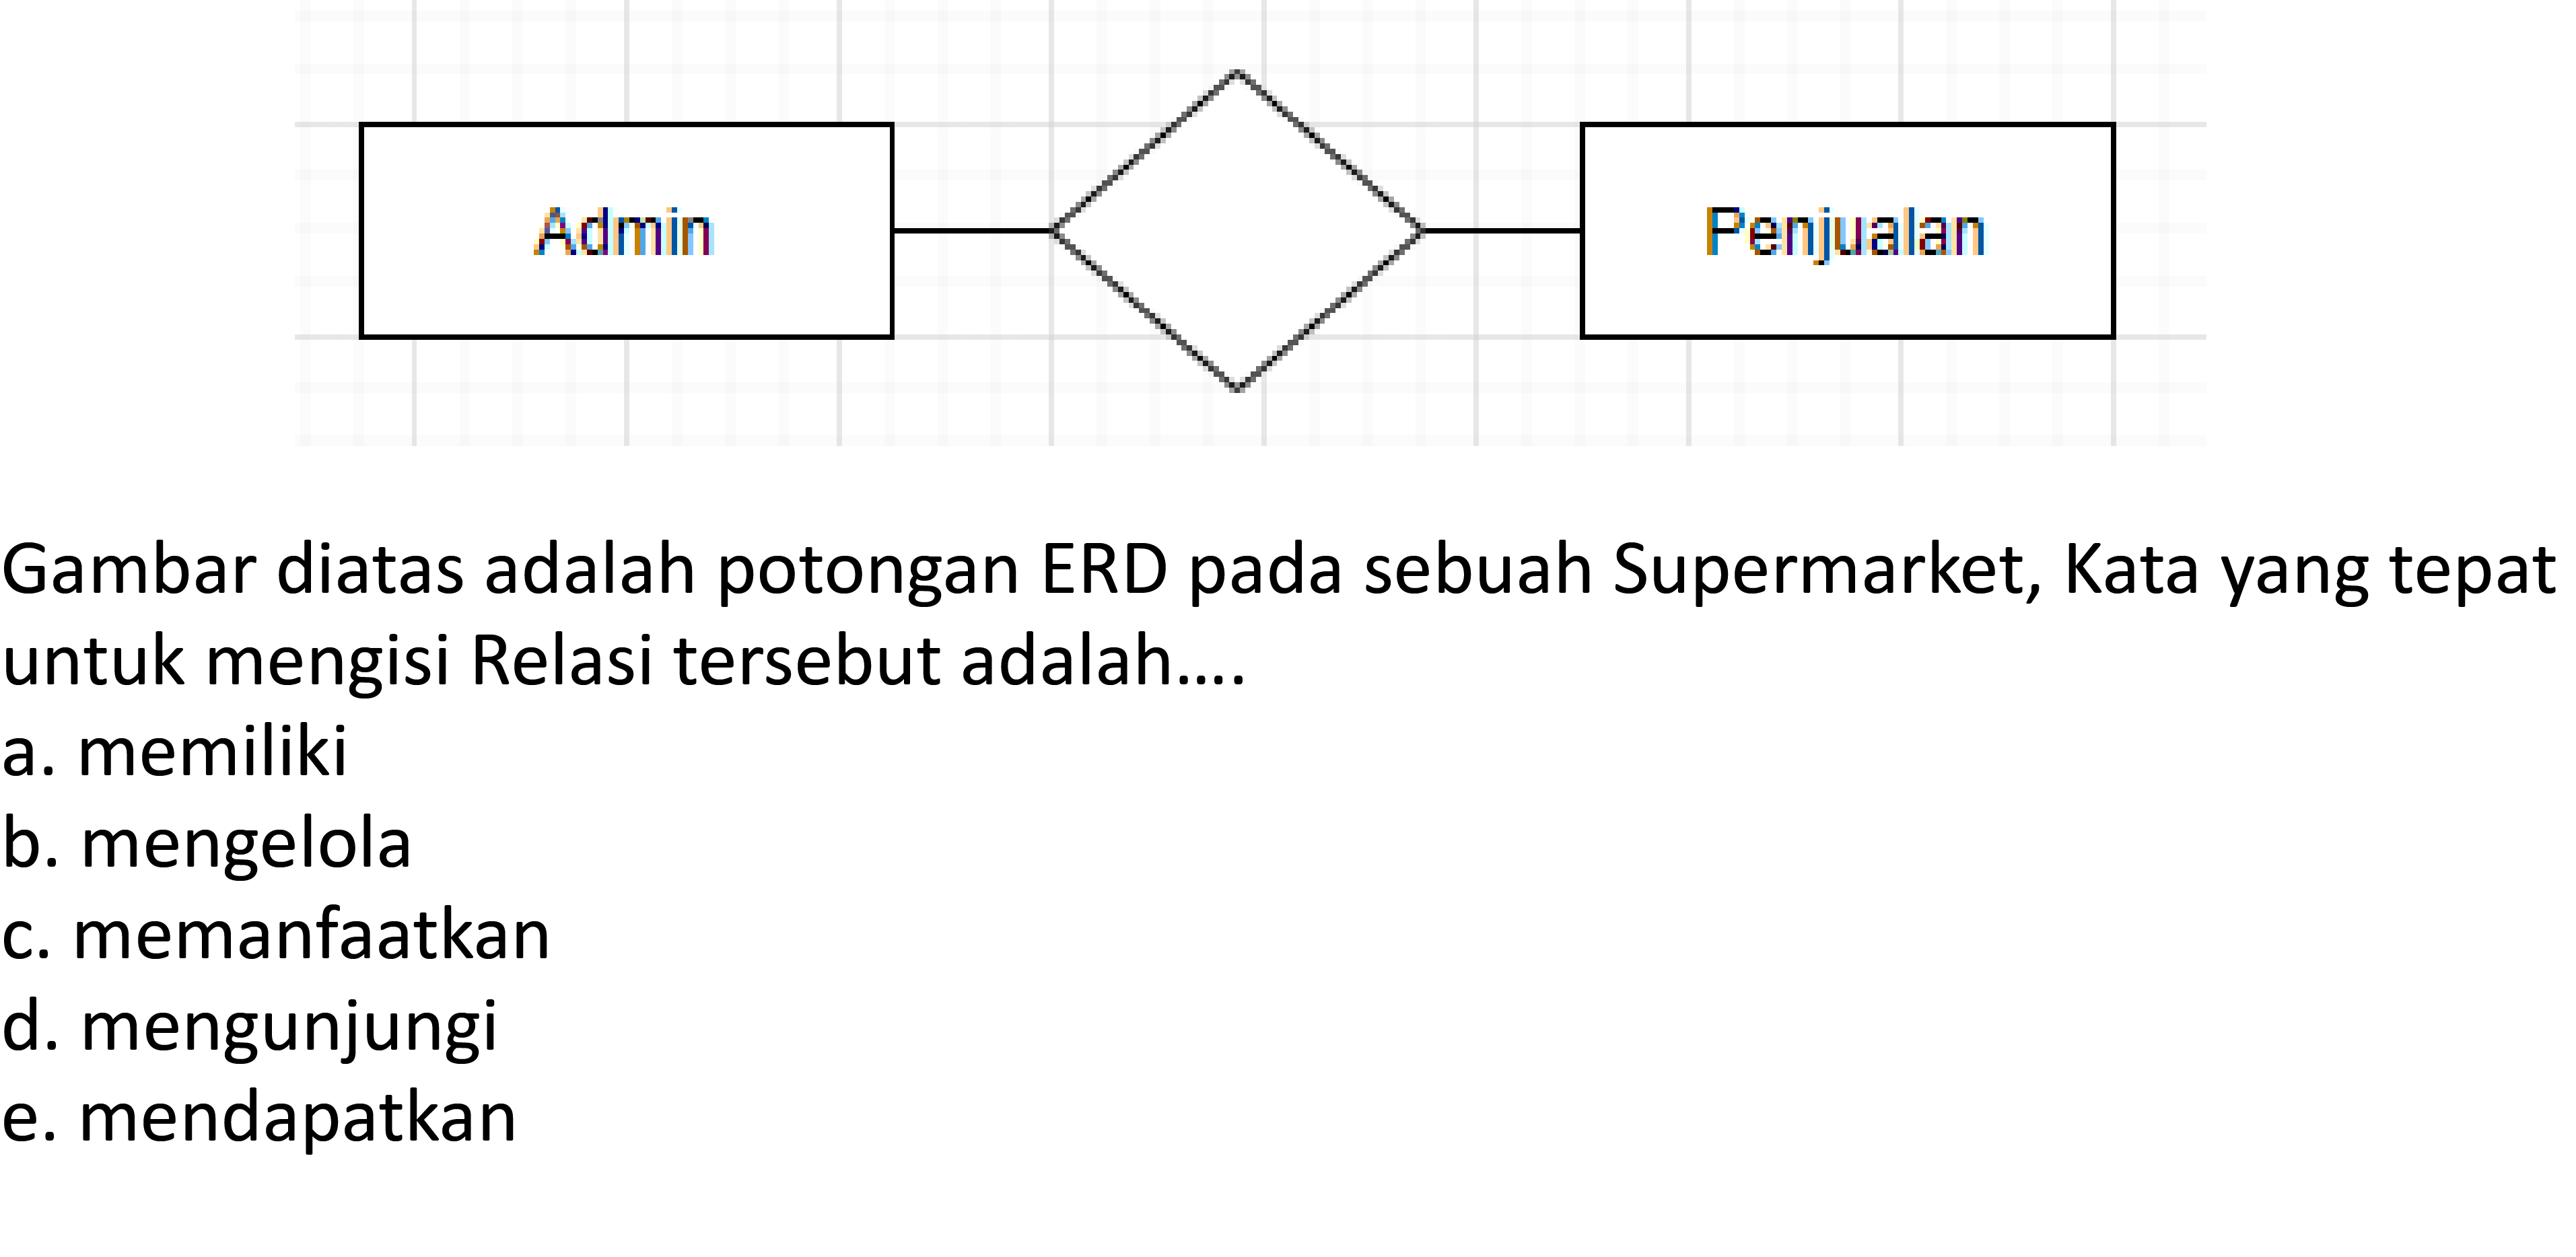 Admin
Penjualan
Gambar diatas adalah potongan ERD pada sebuah Supermarket, Kata yang tepat
untuk mengisi Relasi tersebut adalah....
a. memiliki
b. mengelola
c. memanfaatkan
d. mengunjungi
e. mendapatkan